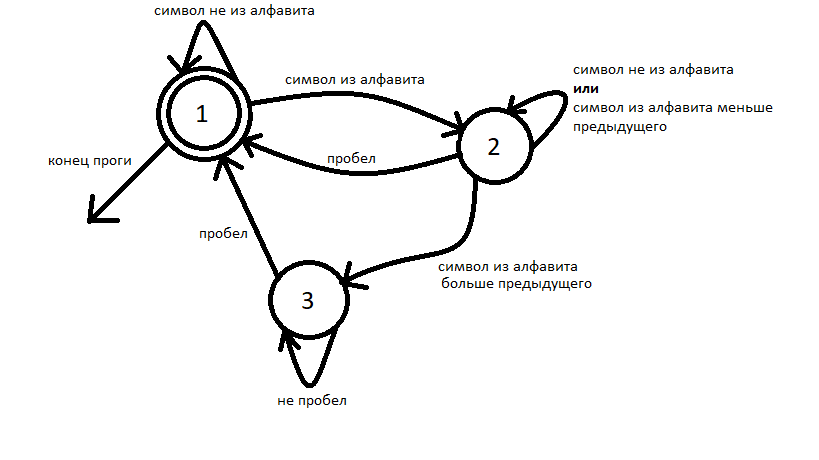 символ не из алфавита
символ из алфавита
символ не из алфавита
или
символ из алфавита меньше
предыдущего
1
2
конец проги
пробел
пробел
символ из алфавита
больше предыдущего
3
не пробел